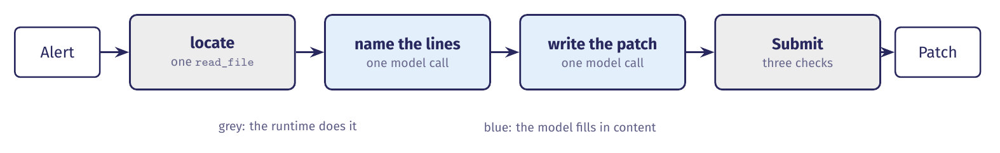 Alert
locate
one read_file
name the lines
one model call
write the patch
one model call
Submit
three checks
Patch
grey: the runtime does it
blue: the model fills in content